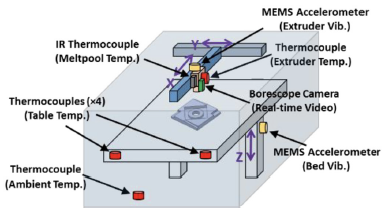 MEMS Accelerometer
(Extruder Vib.)
IR Thermocouple
(Meltpool Temp.)
Thermocouple
(Extruder Temp.)
Y
X
Borescope Camera
(Real-time Video)
Thermocouples (×4)
(Table Temp.)
Z
MEMS Accelerometer
(Bed Vib.)
Thermocouple
(Ambient Temp.)